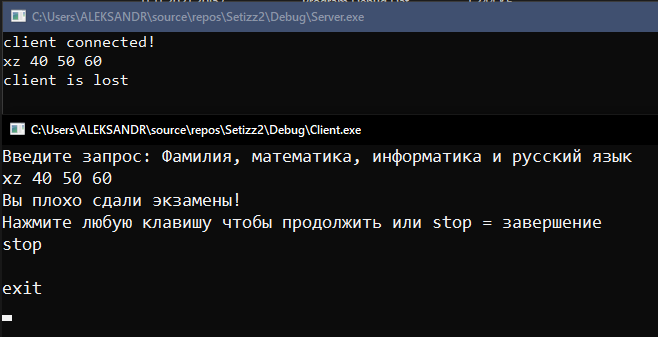 C:\Users\ALEKSANDR\source\repos\Setizz2\Debug\Server.exe
client connected!
xz 40 50 60
client is lost
C:\Users\ALEKSANDR\source\repos\Setizz2\Debug\Client.exe
Введите запрос: Фамилия, математика, информатика и русский язык
xz 40 50 60
Вы плохо сдали экзамены!
Нажмите любую клавишу чтобы продолжить или stop = завершение
stop
exit